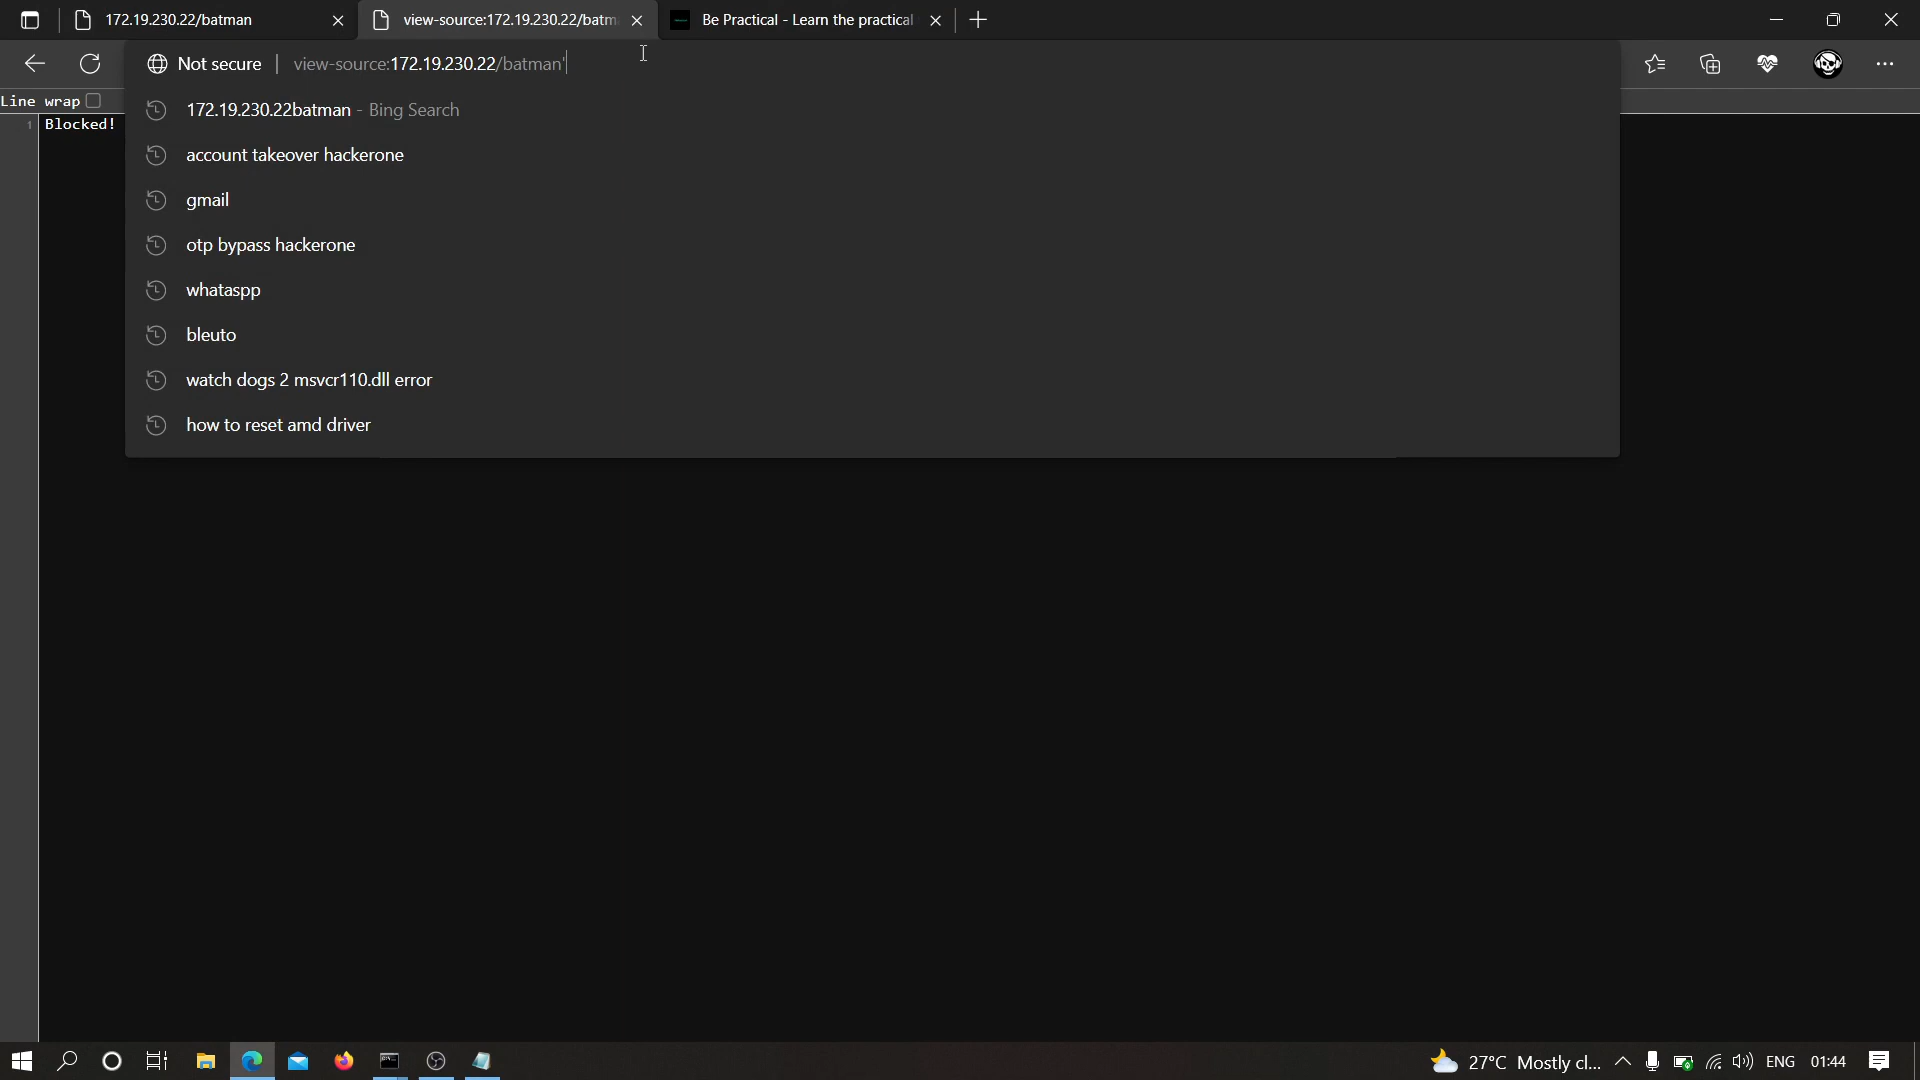 172.19.230.22/batman
view-source:172.19.230.22/batm
Be Practical - Learn the practical
Not secure
view-source:172.19.230.22/batman'
Line wrap
172.19.230.22batman - Bing Search
1
Blocked!
account takeover hackerone
gmail
otp bypass hackerone
whataspp
bleuto
watch dogs 2 msvcr110.dll error
how to reset amd driver
27°C Mostly cl...
ENG
01:44